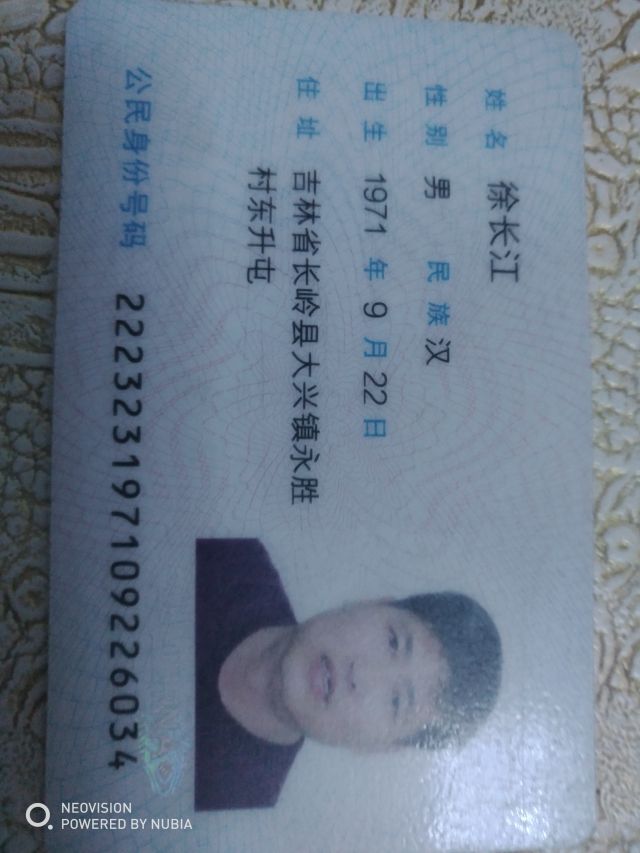 姓名 徐长江
性别 男 民族 汉
出生 1971 年 9 月 22 日
住址 吉林省长岭县大兴镇永胜
村东升屯
公民身份号码 222323197109226034
NEOVISION
POWERED BY NUBIA